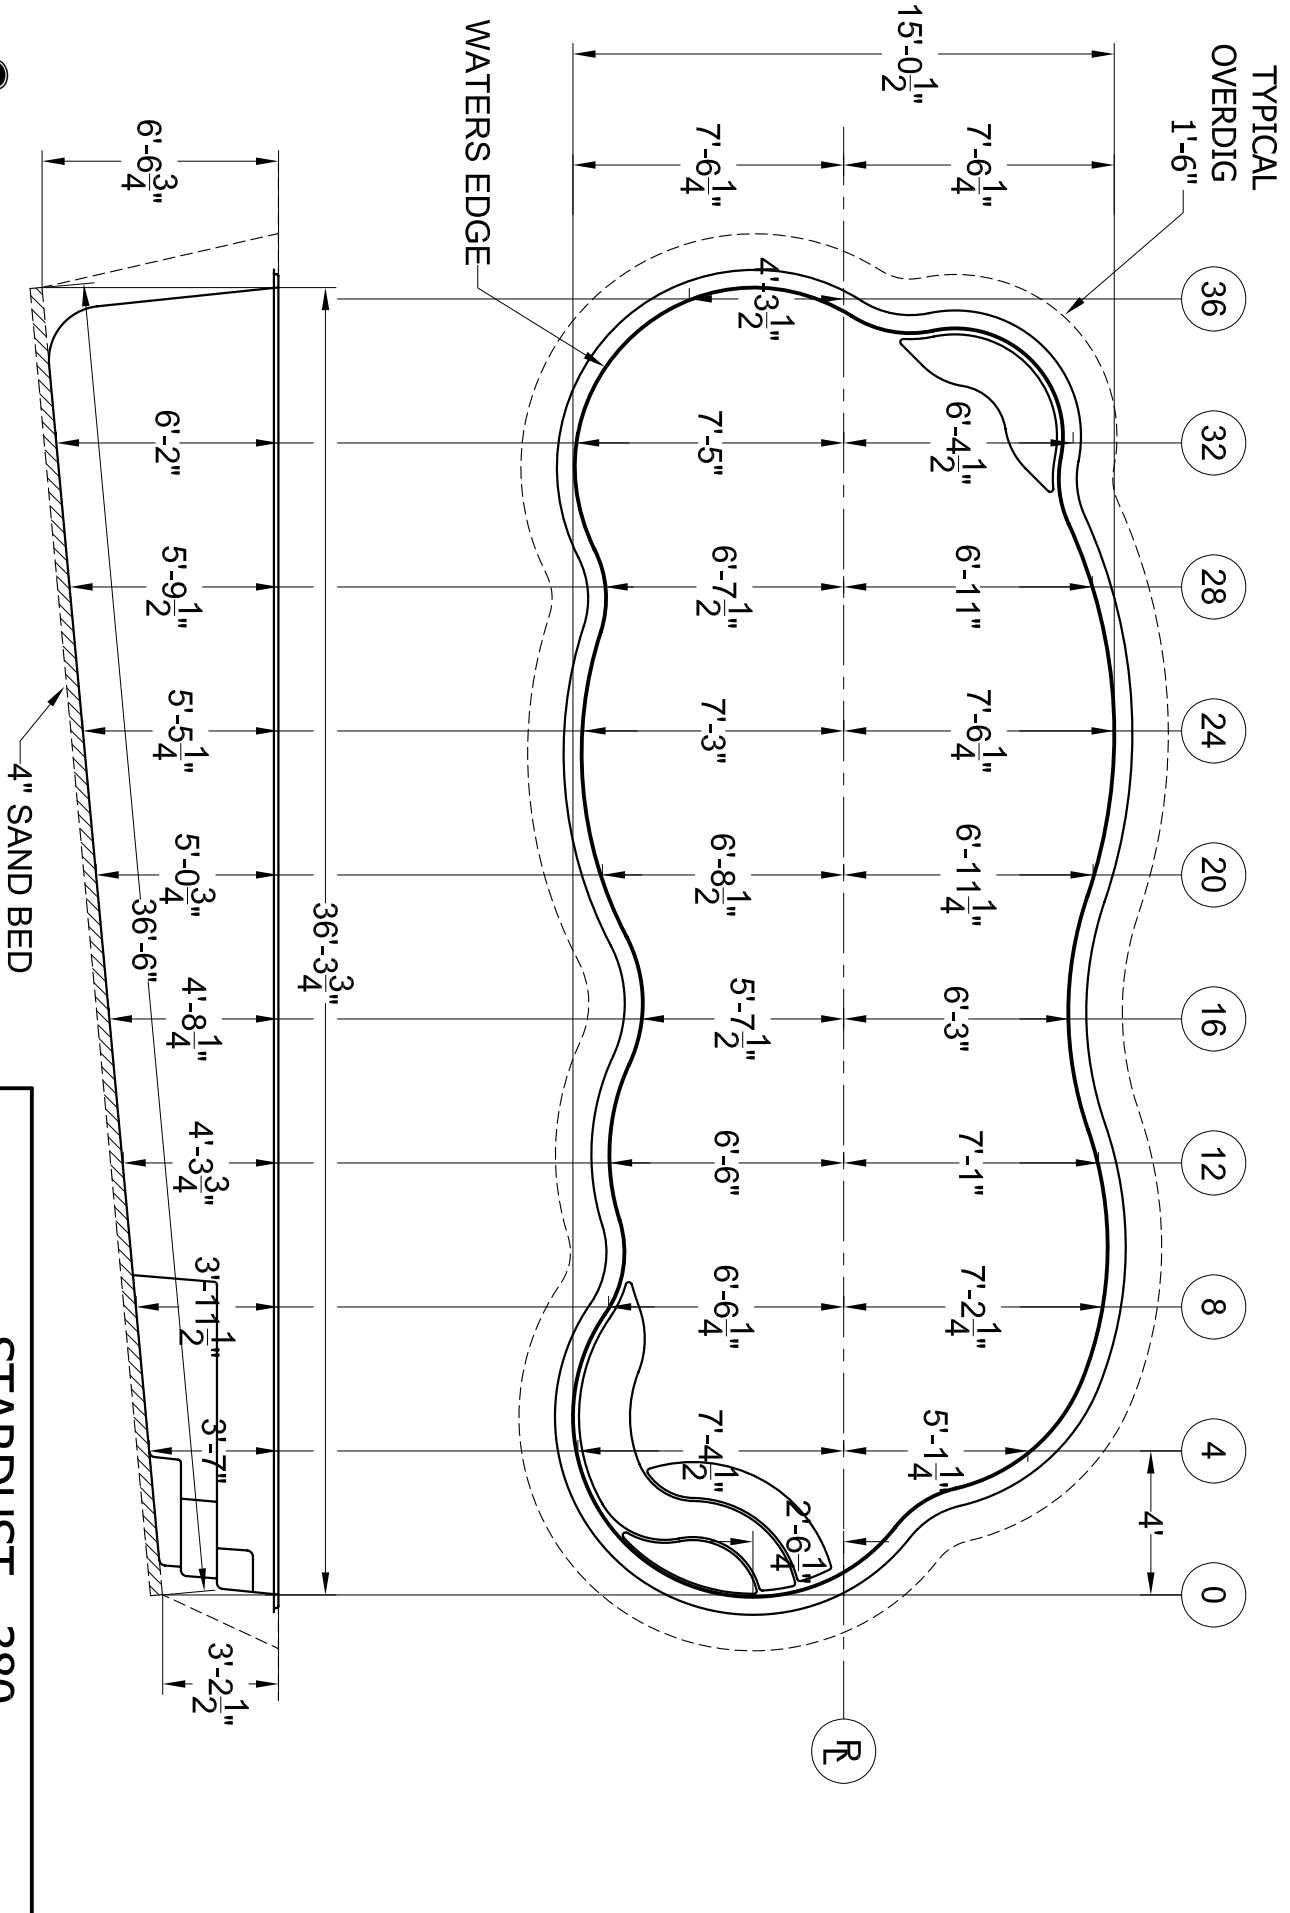 TYPICAL
OVERDIG
1'-6"
36 32 28 24 20 16 12 8 4 0
4'
15'-0 1/2"
7'-6 1/4"
6'-4 1/2" 6'-11" 7'-6 1/4" 6'-11 1/4" 6'-3" 7'-1" 7'-2 1/4" 5'-1 1/4"
RL
4'-3 1/2"
2'-6 1/4"
7'-6 1/4"
7'-5" 6'-7 1/2" 7'-3" 6'-8 1/2" 5'-7 1/2" 6'-6" 6'-6 1/4" 7'-4 1/2"
WATERS EDGE
36'-3 3/4"
6'-6 3/4" 6'-2" 5'-9 1/2" 5'-5 1/4" 5'-0 3/4" 4'-8 1/4" 4'-3 3/4" 3'-11 1/2" 3'-7" 3'-2 1/2"
36'-6"
4" SAND BED
STARDUST 380